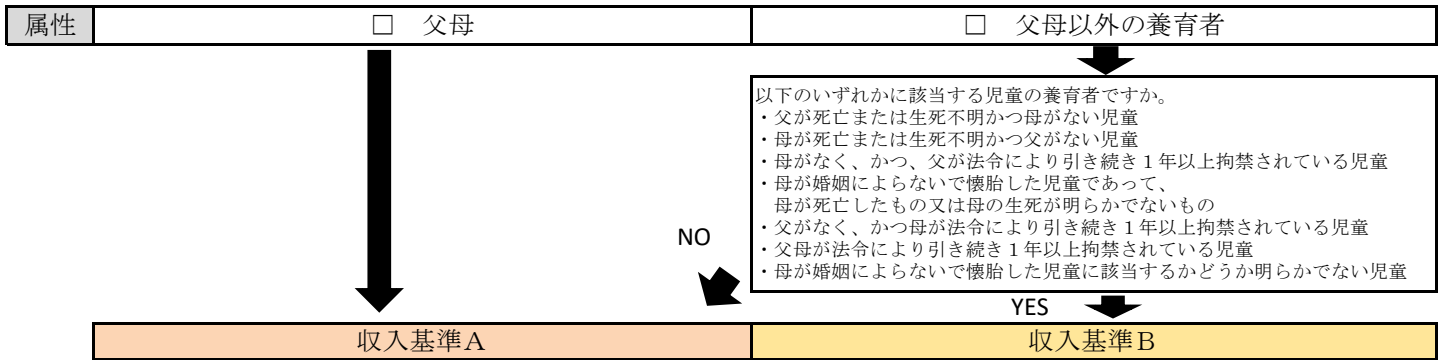 属性 □ 父母 □ 父母以外の養育者
以下のいずれかに該当する児童の養育者ですか。
・父が死亡または生死不明かつ母がない児童
・母が死亡または生死不明かつ父がない児童
・母がなく、かつ、父が法令により引き続き１年以上拘禁されている児童
・母が婚姻によらないで懐胎した児童であって、
母が死亡したもの又は母の生死が明らかでないもの
・父がなく、かつ母が法令により引き続き１年以上拘禁されている児童
・父母が法令により引き続き１年以上拘禁されている児童
・母が婚姻によらないで懐胎した児童に該当するかどうか明らかでない児童
NO
YES
収入基準Ａ 収入基準Ｂ